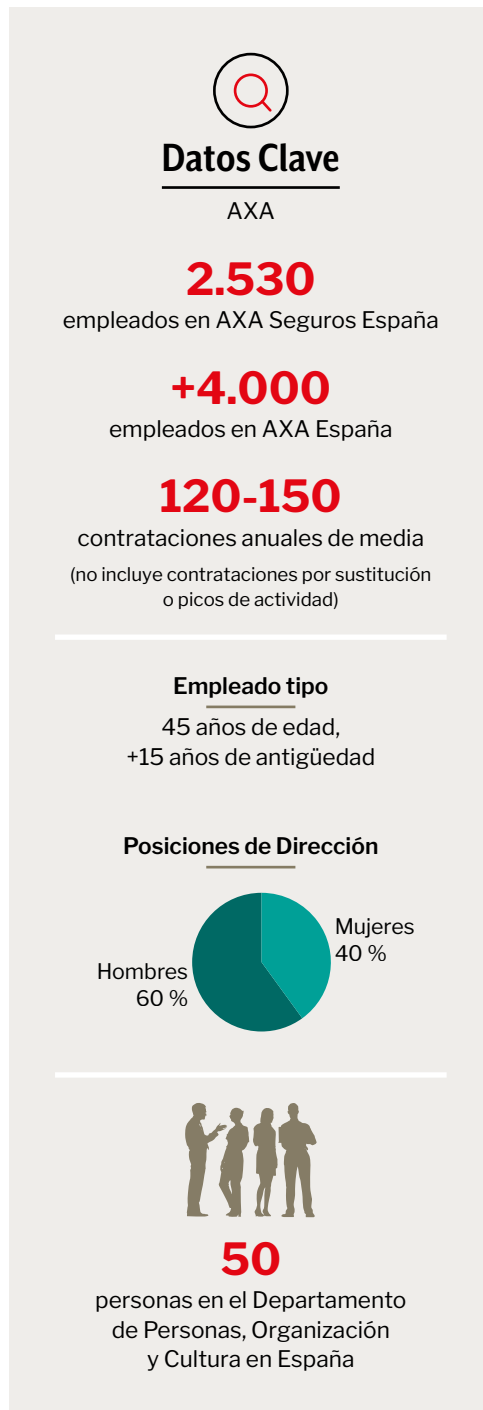 Datos Clave
AXA
2.530
empleados en AXA Seguros España
+4.000
empleados en AXA España
120-150
contrataciones anuales de media
(no incluye contrataciones por sustitución
o picos de actividad)
Empleado tipo
45 años de edad,
+15 años de antigüedad
Posiciones de Dirección
Mujeres
40 %
Hombres
60 %
50
personas en el Departamento
de Personas, Organización
y Cultura en España